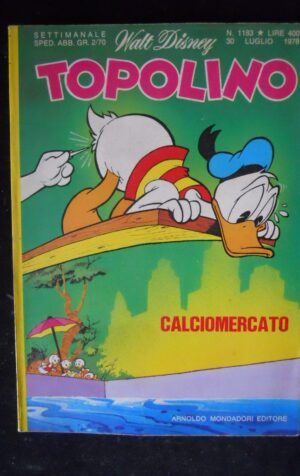 SETTIMANALE
SPED. ABB. GR. 2/70
Walt Disney
N. 1183 ★ LIRE 400
30 LUGLIO 1978
TOPOLINO
CALCIOMERCATO
ARNOLDO MONDADORI EDITORE